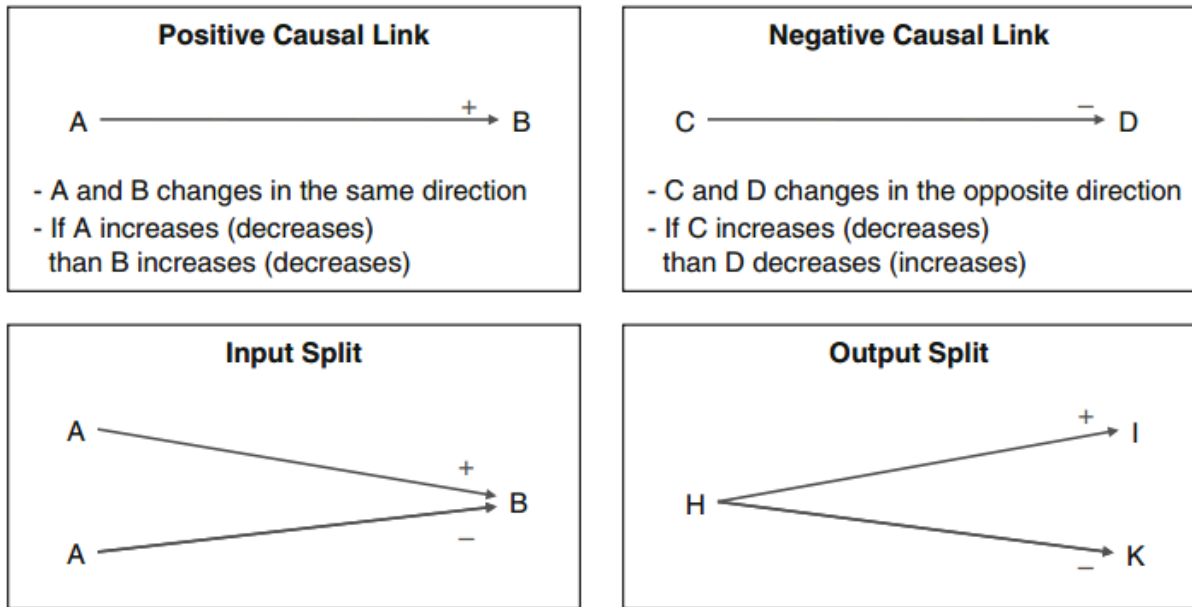 Positive Causal Link
A
+
B
- A and B changes in the same direction
- If A increases (decreases)
than B increases (decreases)
Negative Causal Link
C
−
D
- C and D changes in the opposite direction
- If C increases (decreases)
than D decreases (increases)
Input Split
A
+
B
−
A
Output Split
+
I
H
−
K